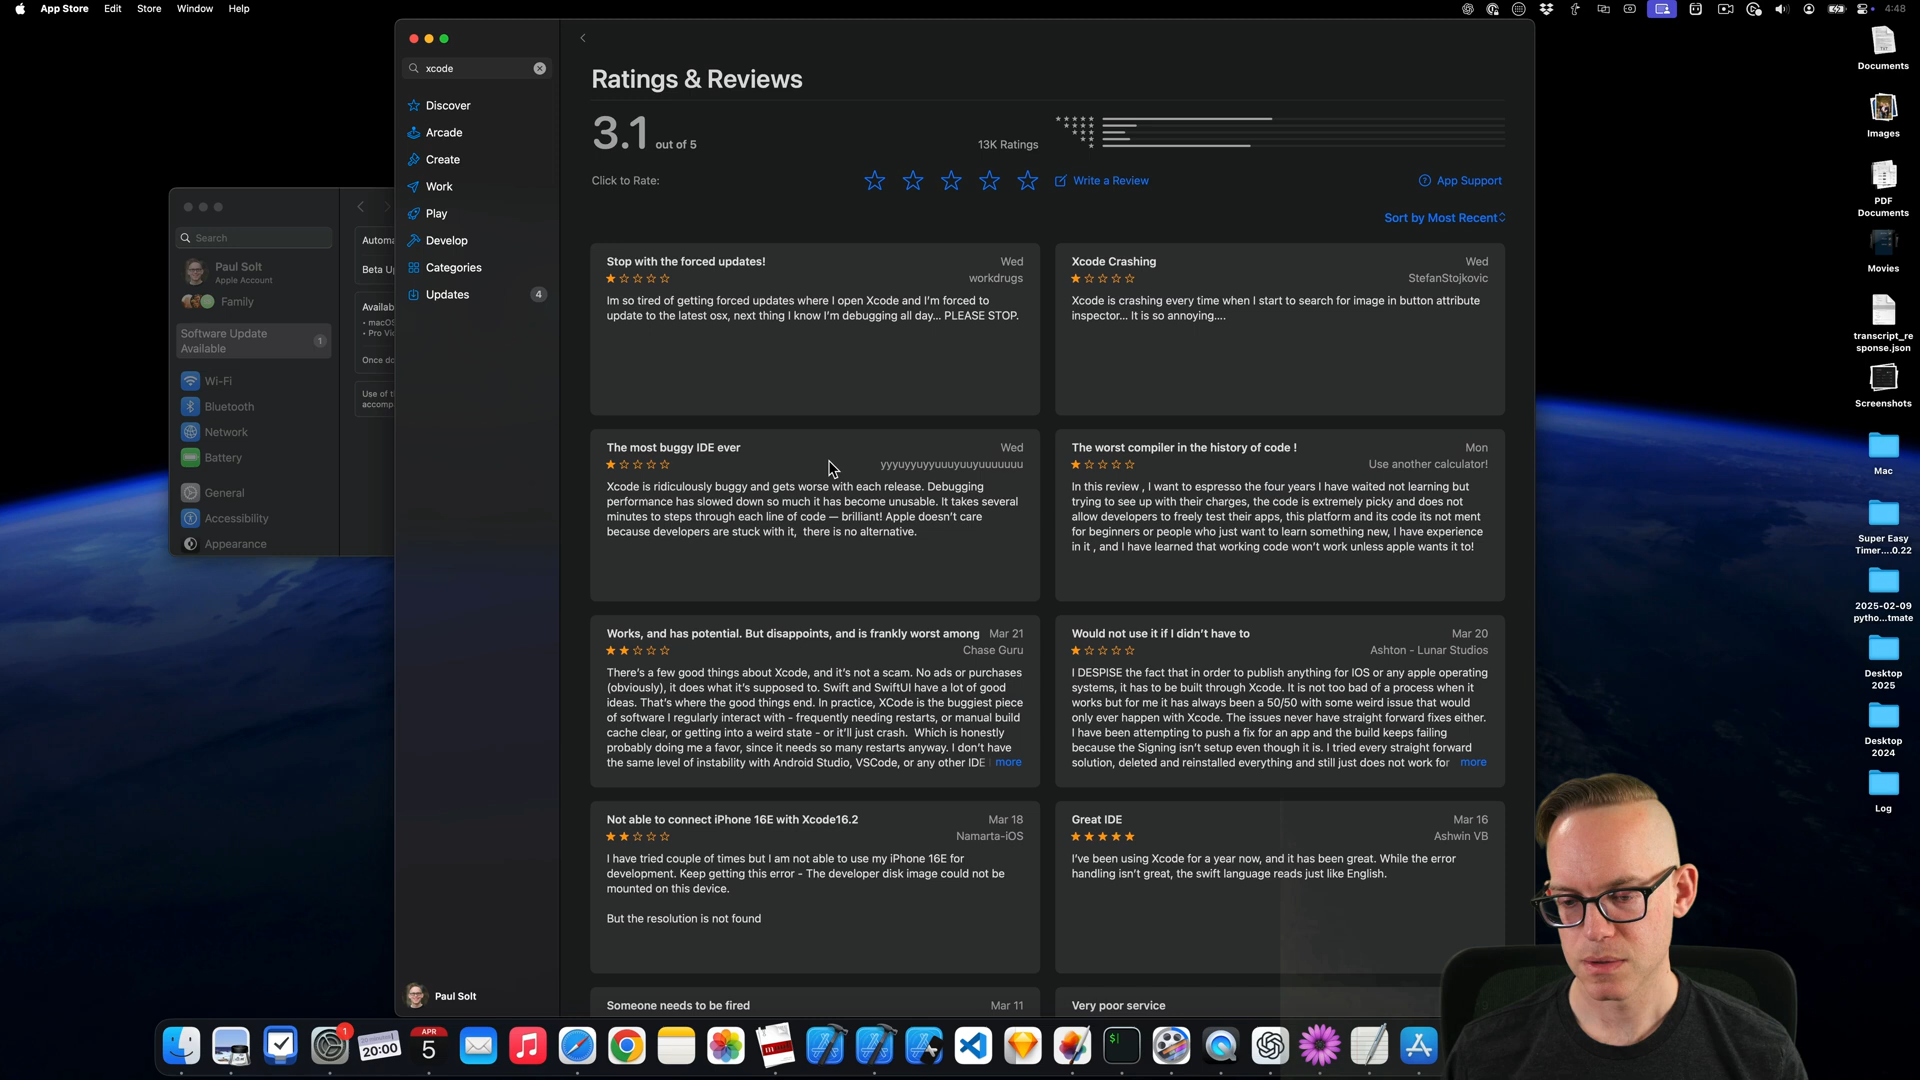 App Store Edit Store Window Help
4:48
xcode
Discover
Arcade
Create
Work
Play
Develop
Categories
Updates 4
Paul Solt
Search
Paul Solt
Apple Account
Family
Software Update
Available 1
Wi-Fi
Bluetooth
Network
Battery
General
Accessibility
Appearance
Automa
Beta Up
Availab
• macOS
• Pro Vid
Once do
Use of t
accomp
Ratings & Reviews
3.1 out of 5
13K Ratings
Click to Rate:
Write a Review
App Support
Sort by Most Recent
Stop with the forced updates! Wed
workdrugs
Im so tired of getting forced updates where I open Xcode and I'm forced to
update to the latest osx, next thing I know I'm debugging all day... PLEASE STOP.
Xcode Crashing Wed
StefanStojkovic
Xcode is crashing every time when I start to search for image in button attribute
inspector... It is so annoying....
The most buggy IDE ever Wed
yyyuyyuyyuuuyuuyuuuuuuu
Xcode is ridiculously buggy and gets worse with each release. Debugging
performance has slowed down so much it has become unusable. It takes several
minutes to steps through each line of code — brilliant! Apple doesn't care
because developers are stuck with it, there is no alternative.
The worst compiler in the history of code ! Mon
Use another calculator!
In this review , I want to espresso the four years I have waited not learning but
trying to see up with their charges, the code is extremely picky and does not
allow developers to freely test their apps, this platform and its code its not ment
for beginners or people who just want to learn something new, I have experience
in it , and I have learned that working code won't work unless apple wants it to!
Works, and has potential. But disappoints, and is frankly worst among Mar 21
Chase Guru
There's a few good things about Xcode, and it's not a scam. No ads or purchases
(obviously), it does what it's supposed to. Swift and SwiftUI have a lot of good
ideas. That's where the good things end. In practice, XCode is the buggiest piece
of software I regularly interact with - frequently needing restarts, or manual build
cache clear, or getting into a weird state - or it'll just crash. Which is honestly
probably doing me a favor, since it needs so many restarts anyway. I don't have
the same level of instability with Android Studio, VSCode, or any other IDE more
Would not use it if I didn't have to Mar 20
Ashton - Lunar Studios
I DESPISE the fact that in order to publish anything for IOS or any apple operating
systems, it has to be built through Xcode. It is not too bad of a process when it
works but for me it has always been a 50/50 with some weird issue that would
only ever happen with Xcode. The issues never have straight forward fixes either.
I have been attempting to push a fix for an app and the build keeps failing
because the Signing isn't setup even though it is. I tried every straight forward
solution, deleted and reinstalled everything and still just does not work for more
Not able to connect iPhone 16E with Xcode16.2 Mar 18
Namarta-iOS
I have tried couple of times but I am not able to use my iPhone 16E for
development. Keep getting this error - The developer disk image could not be
mounted on this device.
But the resolution is not found
Great IDE Mar 16
Ashwin VB
I've been using Xcode for a year now, and it has been great. While the error
handling isn't great, the swift language reads just like English.
Someone needs to be fired Mar 11
Very poor service
Documents
Images
PDF
Documents
Movies
transcript_re
sponse.json
Screenshots
Mac
Super Easy
Timer....0.22
2025-02-09
pytho...tmate
Desktop
2025
Desktop
2024
Log
1
20:00
APR
5